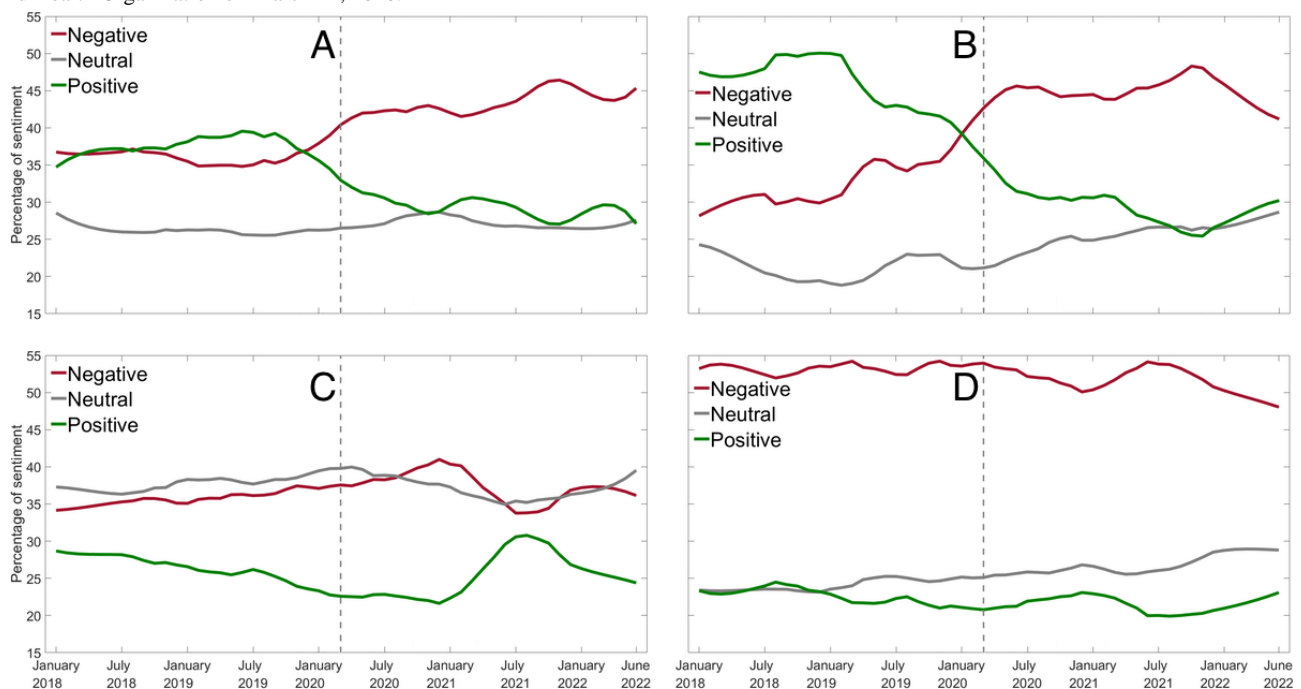 55
50
45
40
35
30
25
20
15
Percentage of sentiment
Negative
Neutral
Positive
A
Negative
Neutral
Positive
B
55
50
45
40
35
30
25
20
15
Percentage of sentiment
Negative
Neutral
Positive
C
Negative
Neutral
Positive
D
January July January July January July January July January June
2018 2018 2019 2019 2020 2020 2021 2021 2022 2022
January July January July January July January July January June
2018 2018 2019 2019 2020 2020 2021 2021 2022 2022